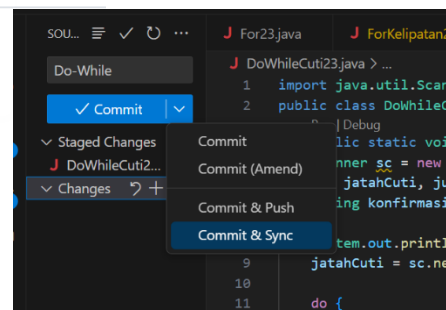 SOU...
Do-While
Commit
Staged Changes
DoWhileCuti2...
Changes
Commit
Commit (Amend)
Commit & Push
Commit & Sync
For23.java
ForKelipatan
DoWhileCuti23.java > ...
1 import java.util.Scan
2 public class DoWhileC
| Debug
lic static voi
nner sc = new
jatahCuti, ju
ing konfirmasi
tem.out.printl
9 jatahCuti = sc.ne
10
11 do {